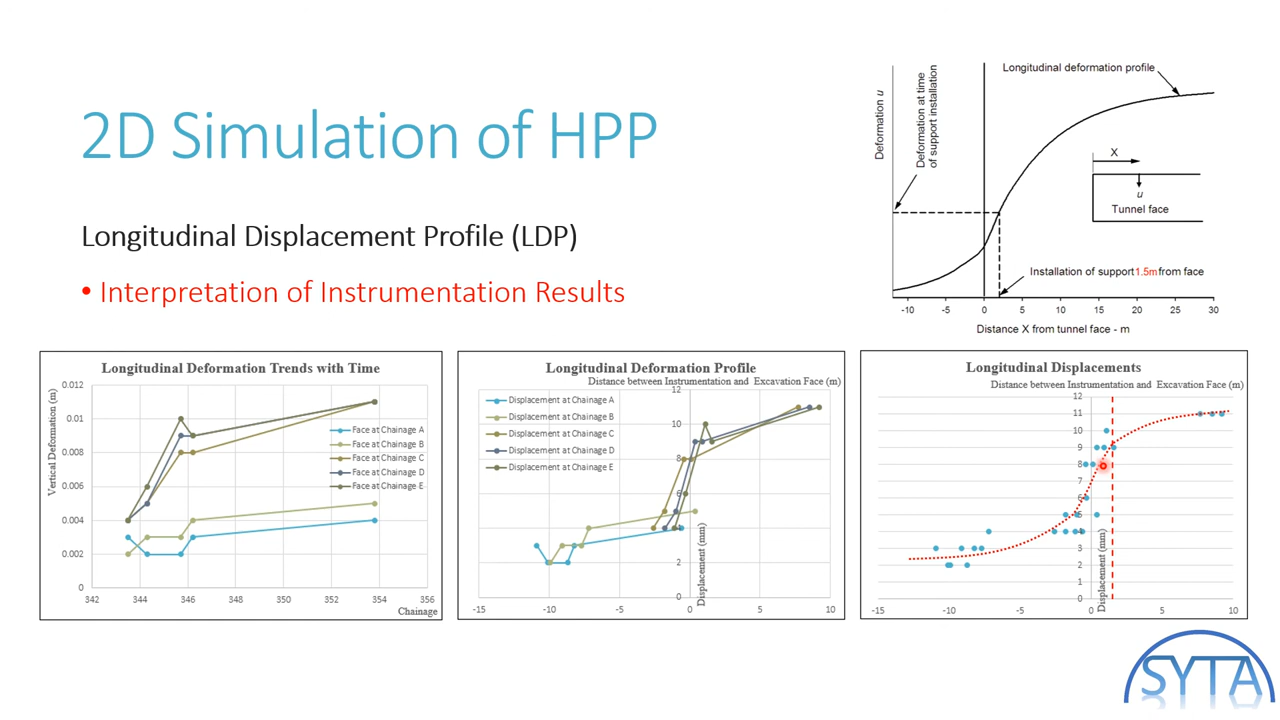 2D Simulation of HPP
Longitudinal Displacement Profile (LDP)
• Interpretation of Instrumentation Results
Deformation u
Deformation at time
of support installation
Longitudinal deformation profile
X
u
Tunnel face
Installation of support 1.5m from face
-10 -5 0 5 10 15 20 25 30
Distance X from tunnel face - m
Longitudinal Deformation Trends with Time
Vertical Deformation (m)
0.012
0.01
0.008
0.006
0.004
0.002
0
Face at Chainage A
Face at Chainage B
Face at Chainage C
Face at Chainage D
Face at Chainage E
342 344 346 348 350 352 354 356
Chainage
Longitudinal Deformation Profile
Distance between Instrumentation and Excavation Face (m)
Displacement at Chainage A
Displacement at Chainage B
Displacement at Chainage C
Displacement at Chainage D
Displacement at Chainage E
12
10
8
6
4
2
0
Displacement (mm)
-15 -10 -5 0 5 10
Longitudinal Displacements
Distance between Instrumentation and Excavation Face (m)
12
11
10
9
8
7
6
5
4
3
2
1
0
Displacement (mm)
-15 -10 -5 0 5 10
SYTA